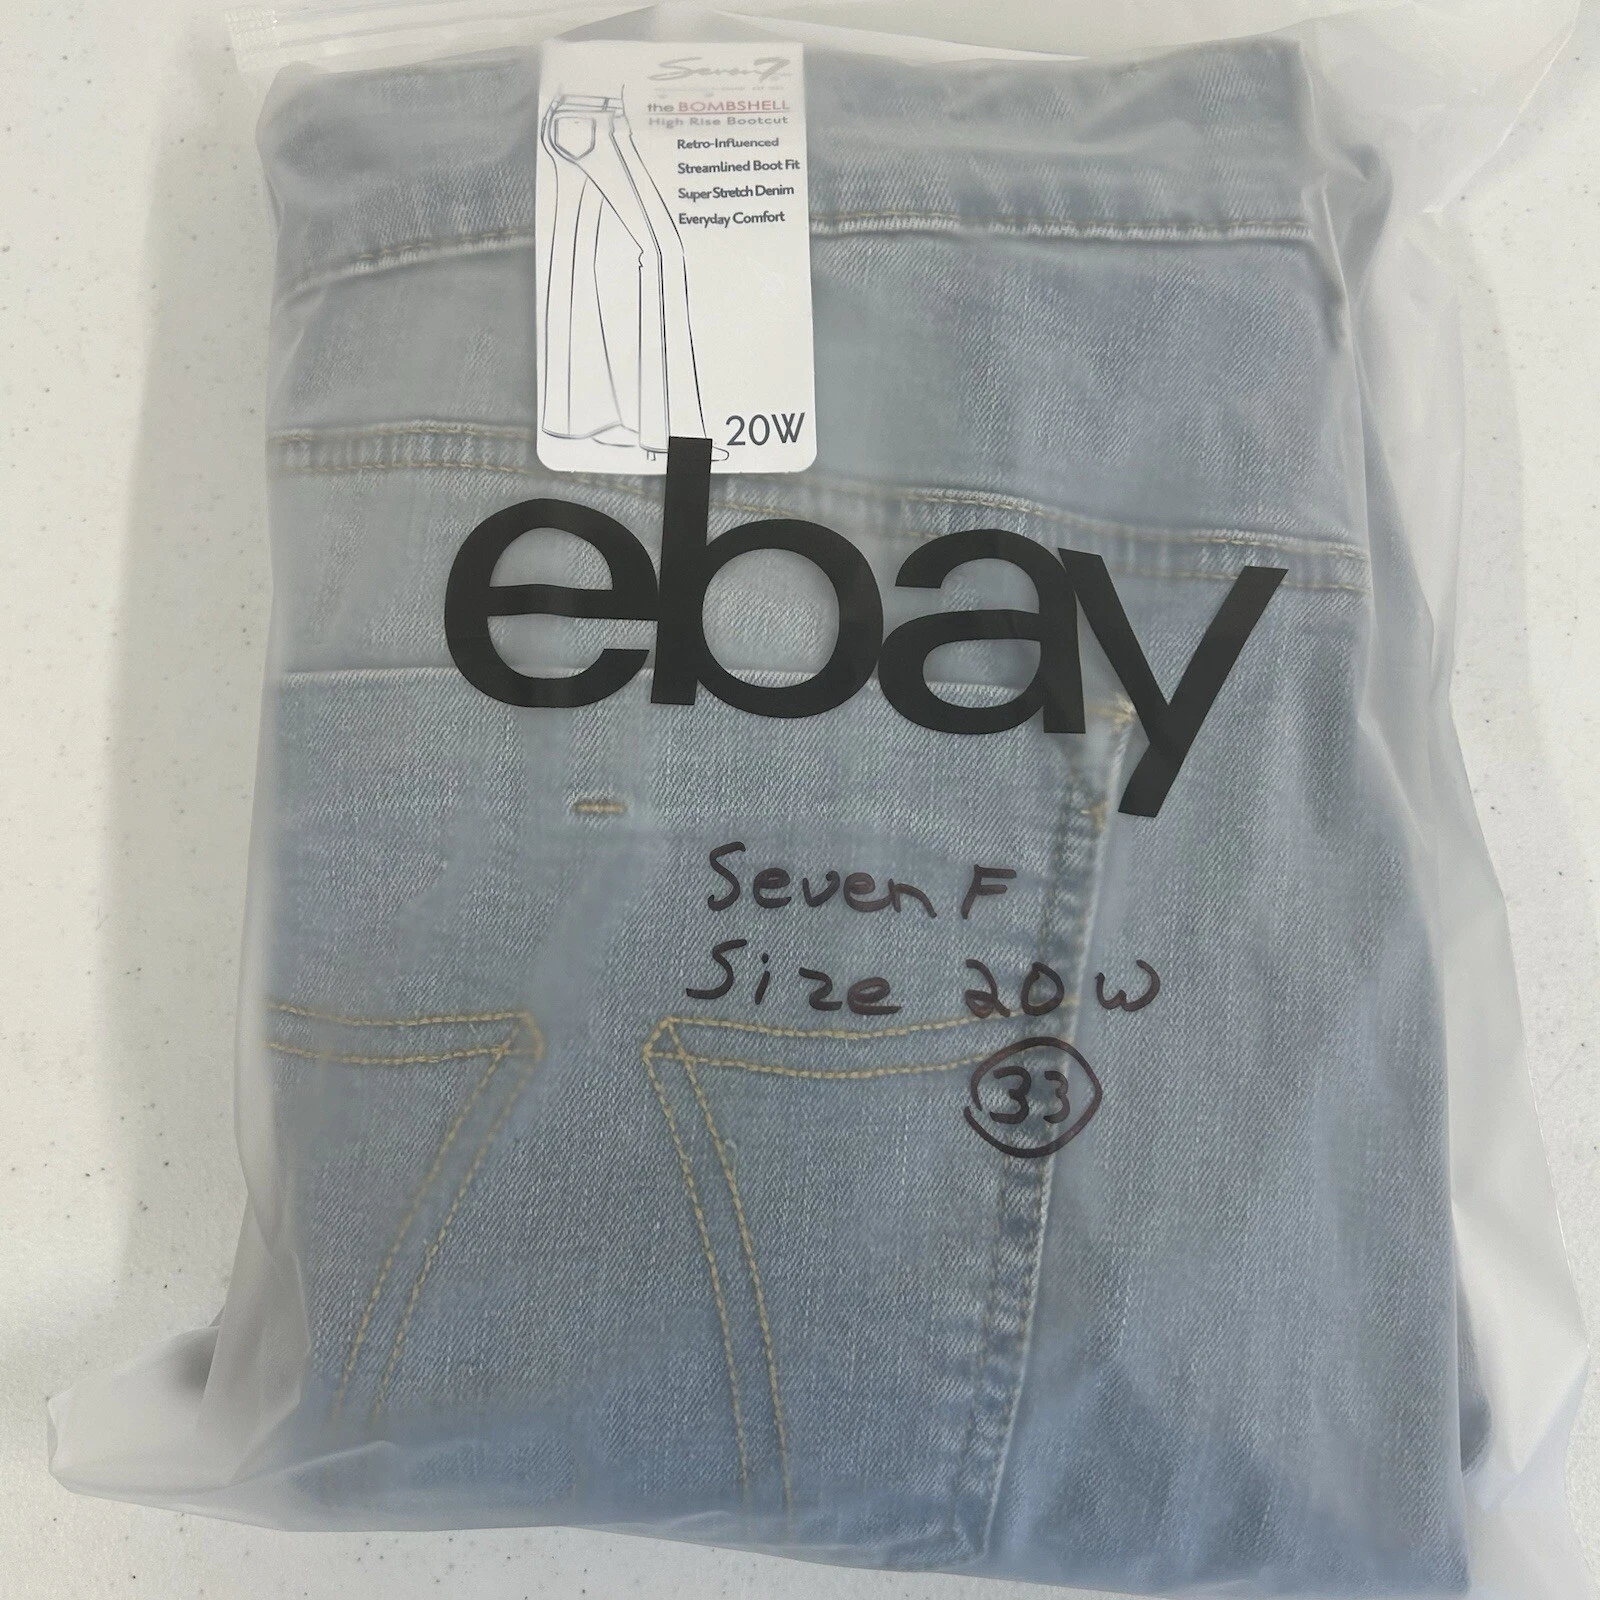 Seven7
the BOMBSHELL
High Rise Bootcut
Retro-Influenced
Streamlined Boot Fit
Super Stretch Denim
Everyday Comfort
20W
ebay
Seven F
Size 20W
33